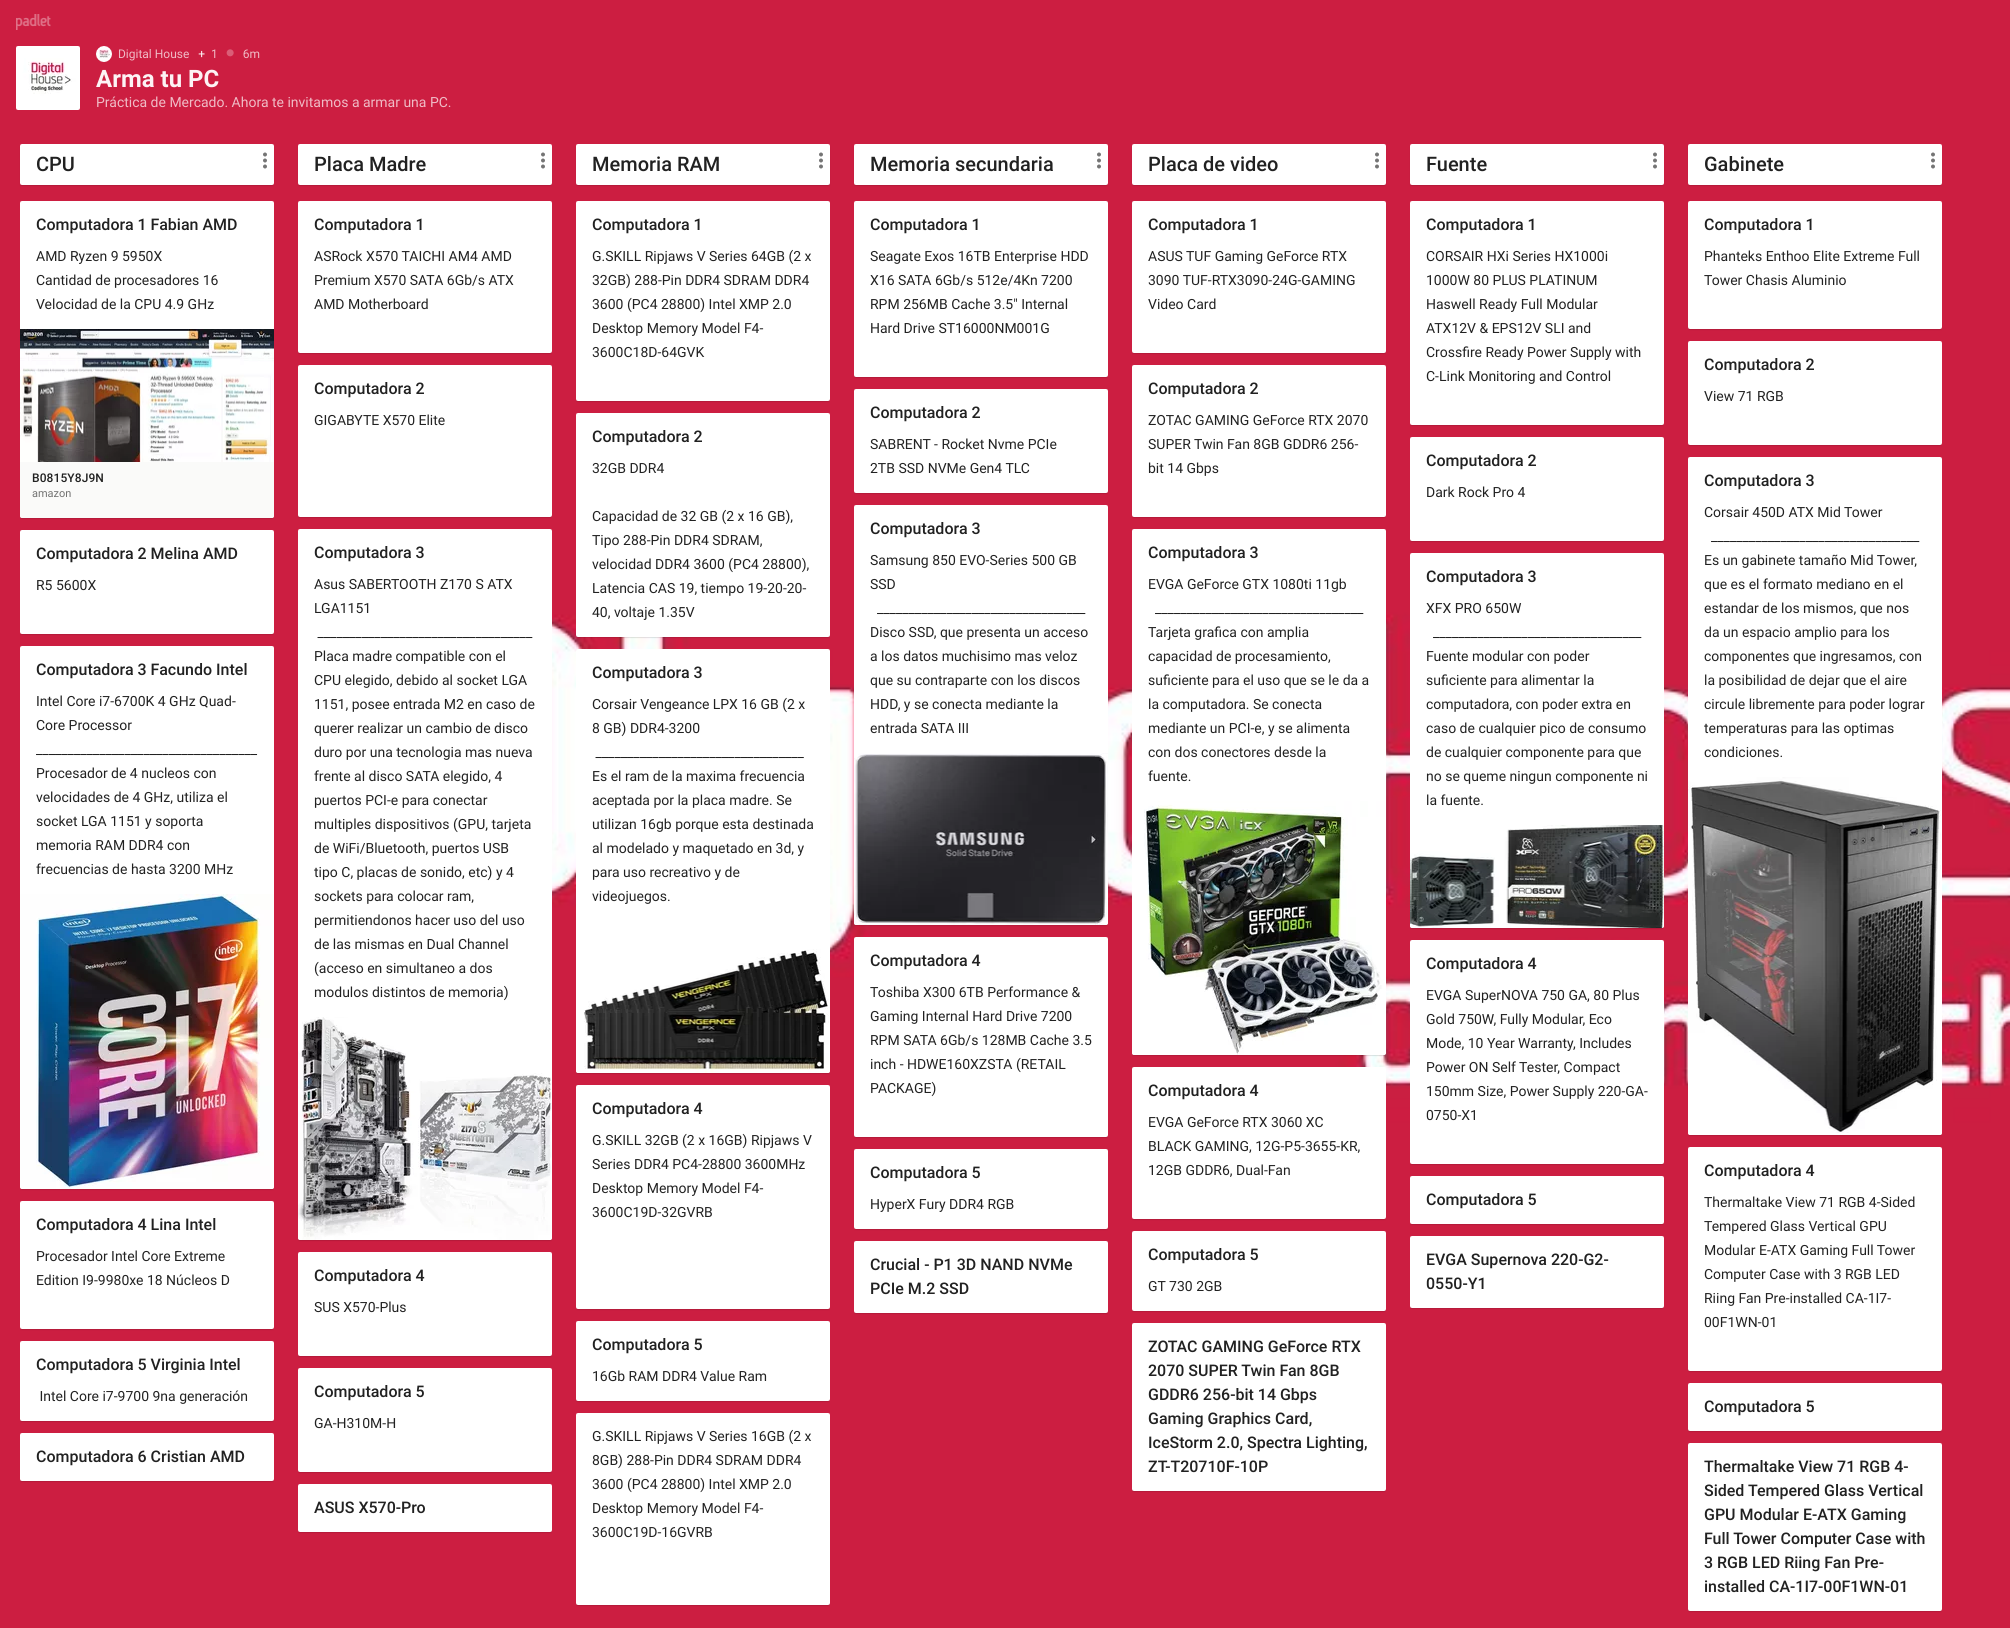 padlet
Digital
House>
Coding School
Digital House + 1 6m
Arma tu PC
Práctica de Mercado. Ahora te invitamos a armar una PC.
CPU
Computadora 1 Fabian AMD
AMD Ryzen 9 5950X
Cantidad de procesadores 16
Velocidad de la CPU 4.9 GHz
amazon
AMD
RYZEN
AMD Ryzen 9 5950X 16-core,
32-Thread Unlocked Desktop
Processor
B0815Y8J9N
amazon
Computadora 2 Melina AMD
R5 5600X
Computadora 3 Facundo Intel
Intel Core i7-6700K 4 GHz Quad-
Core Processor
Procesador de 4 nucleos con
velocidades de 4 GHz, utiliza el
socket LGA 1151 y soporta
memoria RAM DDR4 con
frecuencias de hasta 3200 MHz
intel
intel
Desktop Processor
CORE i7
UNLOCKED
Computadora 4 Lina Intel
Procesador Intel Core Extreme
Edition I9-9980xe 18 Núcleos D
Computadora 5 Virginia Intel
Intel Core i7-9700 9na generación
Computadora 6 Cristian AMD
Placa Madre
Computadora 1
ASRock X570 TAICHI AM4 AMD
Premium X570 SATA 6Gb/s ATX
AMD Motherboard
Computadora 2
GIGABYTE X570 Elite
Computadora 3
Asus SABERTOOTH Z170 S ATX
LGA1151
Placa madre compatible con el
CPU elegido, debido al socket LGA
1151, posee entrada M2 en caso de
querer realizar un cambio de disco
duro por una tecnologia mas nueva
frente al disco SATA elegido, 4
puertos PCI-e para conectar
multiples dispositivos (GPU, tarjeta
de WiFi/Bluetooth, puertos USB
tipo C, placas de sonido, etc) y 4
sockets para colocar ram,
permitiendonos hacer uso del uso
de las mismas en Dual Channel
(acceso en simultaneo a dos
modulos distintos de memoria)
Z170 S
SABERTOOTH
ASUS
Computadora 4
SUS X570-Plus
Computadora 5
GA-H310M-H
ASUS X570-Pro
Memoria RAM
Computadora 1
G.SKILL Ripjaws V Series 64GB (2 x
32GB) 288-Pin DDR4 SDRAM DDR4
3600 (PC4 28800) Intel XMP 2.0
Desktop Memory Model F4-
3600C18D-64GVK
Computadora 2
32GB DDR4
Capacidad de 32 GB (2 x 16 GB),
Tipo 288-Pin DDR4 SDRAM,
velocidad DDR4 3600 (PC4 28800),
Latencia CAS 19, tiempo 19-20-20-
40, voltaje 1.35V
Computadora 3
Corsair Vengeance LPX 16 GB (2 x
8 GB) DDR4-3200
Es el ram de la maxima frecuencia
aceptada por la placa madre. Se
utilizan 16gb porque esta destinada
al modelado y maquetado en 3d, y
para uso recreativo y de
videojuegos.
VENGEANCE
LPX
DDR4
VENGEANCE
LPX
DDR4
Computadora 4
G.SKILL 32GB (2 x 16GB) Ripjaws V
Series DDR4 PC4-28800 3600MHz
Desktop Memory Model F4-
3600C19D-32GVRB
Computadora 5
16Gb RAM DDR4 Value Ram
G.SKILL Ripjaws V Series 16GB (2 x
8GB) 288-Pin DDR4 SDRAM DDR4
3600 (PC4 28800) Intel XMP 2.0
Desktop Memory Model F4-
3600C19D-16GVRB
Memoria secundaria
Computadora 1
Seagate Exos 16TB Enterprise HDD
X16 SATA 6Gb/s 512e/4Kn 7200
RPM 256MB Cache 3.5" Internal
Hard Drive ST16000NM001G
Computadora 2
SABRENT - Rocket Nvme PCIe
2TB SSD NVMe Gen4 TLC
Computadora 3
Samsung 850 EVO-Series 500 GB
SSD
Disco SSD, que presenta un acceso
a los datos muchisimo mas veloz
que su contraparte con los discos
HDD, y se conecta mediante la
entrada SATA III
SAMSUNG
Solid State Drive
Computadora 4
Toshiba X300 6TB Performance &
Gaming Internal Hard Drive 7200
RPM SATA 6Gb/s 128MB Cache 3.5
inch - HDWE160XZSTA (RETAIL
PACKAGE)
Computadora 5
HyperX Fury DDR4 RGB
Crucial - P1 3D NAND NVMe
PCIe M.2 SSD
Placa de video
Computadora 1
ASUS TUF Gaming GeForce RTX
3090 TUF-RTX3090-24G-GAMING
Video Card
Computadora 2
ZOTAC GAMING GeForce RTX 2070
SUPER Twin Fan 8GB GDDR6 256-
bit 14 Gbps
Computadora 3
EVGA GeForce GTX 1080ti 11gb
Tarjeta grafica con amplia
capacidad de procesamiento,
suficiente para el uso que se le da a
la computadora. Se conecta
mediante un PCI-e, y se alimenta
con dos conectores desde la
fuente.
EVGA icx
VR
GEFORCE
GTX 1080Ti
Computadora 4
EVGA GeForce RTX 3060 XC
BLACK GAMING, 12G-P5-3655-KR,
12GB GDDR6, Dual-Fan
Computadora 5
GT 730 2GB
ZOTAC GAMING GeForce RTX
2070 SUPER Twin Fan 8GB
GDDR6 256-bit 14 Gbps
Gaming Graphics Card,
IceStorm 2.0, Spectra Lighting,
ZT-T20710F-10P
Fuente
Computadora 1
CORSAIR HXi Series HX1000i
1000W 80 PLUS PLATINUM
Haswell Ready Full Modular
ATX12V & EPS12V SLI and
Crossfire Ready Power Supply with
C-Link Monitoring and Control
Computadora 2
Dark Rock Pro 4
Computadora 3
XFX PRO 650W
Fuente modular con poder
suficiente para alimentar la
computadora, con poder extra en
caso de cualquier pico de consumo
de cualquier componente para que
no se queme ningun componente ni
la fuente.
XFX
PRO650W
Computadora 4
EVGA SuperNOVA 750 GA, 80 Plus
Gold 750W, Fully Modular, Eco
Mode, 10 Year Warranty, Includes
Power ON Self Tester, Compact
150mm Size, Power Supply 220-GA-
0750-X1
Computadora 5
EVGA Supernova 220-G2-
0550-Y1
Gabinete
Computadora 1
Phanteks Enthoo Elite Extreme Full
Tower Chasis Aluminio
Computadora 2
View 71 RGB
Computadora 3
Corsair 450D ATX Mid Tower
Es un gabinete tamaño Mid Tower,
que es el formato mediano en el
estandar de los mismos, que nos
da un espacio amplio para los
componentes que ingresamos, con
la posibilidad de dejar que el aire
circule libremente para poder lograr
temperaturas para las optimas
condiciones.
Computadora 4
Thermaltake View 71 RGB 4-Sided
Tempered Glass Vertical GPU
Modular E-ATX Gaming Full Tower
Computer Case with 3 RGB LED
Riing Fan Pre-installed CA-1I7-
00F1WN-01
Computadora 5
Thermaltake View 71 RGB 4-
Sided Tempered Glass Vertical
GPU Modular E-ATX Gaming
Full Tower Computer Case with
3 RGB LED Riing Fan Pre-
installed CA-1I7-00F1WN-01